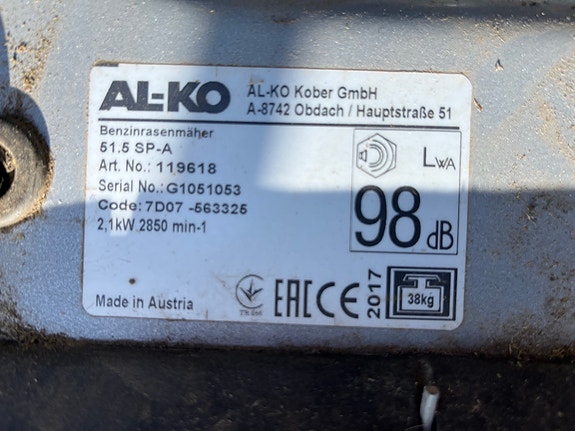 AL-KO
AL-KO Kober GmbH
A-8742 Obdach / Hauptstraße 51
Benzinrasenmäher
51.5 SP-A
Art. No.: 119618
Serial No.: G1051053
Code: 7D07 -563325
2,1kW 2850 min-1
LWA
98 dB
Made in Austria
EAC CE
2017
38kg